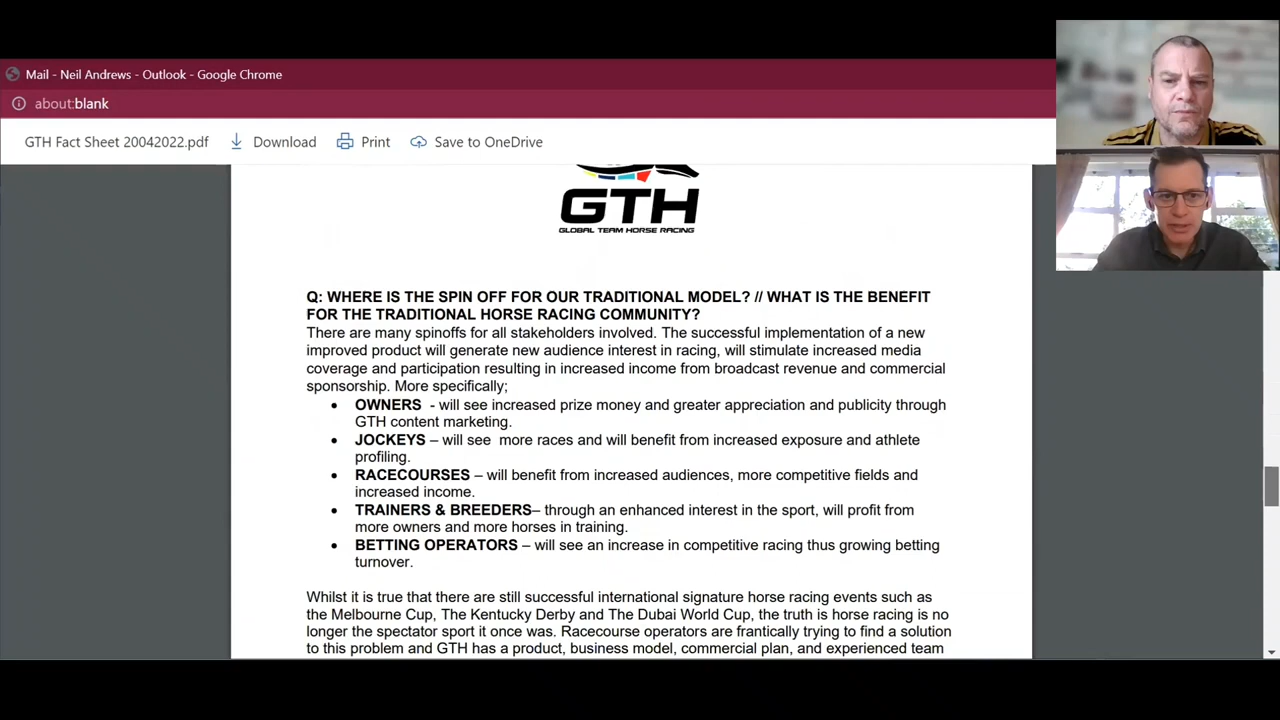 Mail - Neil Andrews - Outlook - Google Chrome
about:blank
GTH Fact Sheet 20042022.pdf Download Print Save to OneDrive
GTH
GLOBAL TEAM HORSE RACING
Q: WHERE IS THE SPIN OFF FOR OUR TRADITIONAL MODEL? // WHAT IS THE BENEFIT
FOR THE TRADITIONAL HORSE RACING COMMUNITY?
There are many spinoffs for all stakeholders involved. The successful implementation of a new
improved product will generate new audience interest in racing, will stimulate increased media
coverage and participation resulting in increased income from broadcast revenue and commercial
sponsorship. More specifically;
• OWNERS - will see increased prize money and greater appreciation and publicity through
GTH content marketing.
• JOCKEYS – will see more races and will benefit from increased exposure and athlete
profiling.
• RACECOURSES – will benefit from increased audiences, more competitive fields and
increased income.
• TRAINERS & BREEDERS– through an enhanced interest in the sport, will profit from
more owners and more horses in training.
• BETTING OPERATORS – will see an increase in competitive racing thus growing betting
turnover.
Whilst it is true that there are still successful international signature horse racing events such as
the Melbourne Cup, The Kentucky Derby and The Dubai World Cup, the truth is horse racing is no
longer the spectator sport it once was. Racecourse operators are frantically trying to find a solution
to this problem and GTH has a product, business model, commercial plan, and experienced team